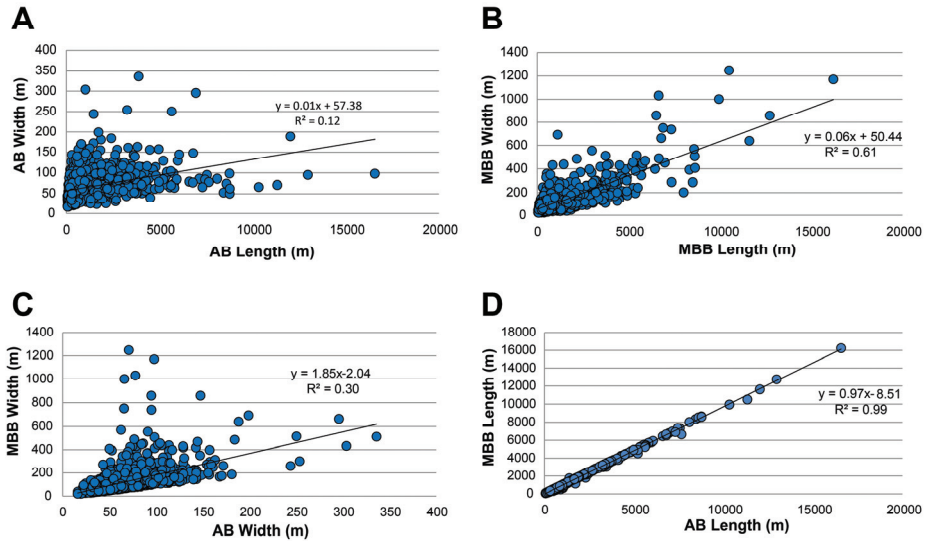 A
400
350
300
250
200
150
100
50
0
AB Width (m)
y = 0.01x + 57.38
R² = 0.12
0 5000 10000 15000 20000
AB Length (m)
B
1400
1200
1000
800
600
400
200
0
MBB Width (m)
y = 0.06x + 50.44
R² = 0.61
0 5000 10000 15000 20000
MBB Length (m)
C
1400
1200
1000
800
600
400
200
0
MBB Width (m)
y = 1.85x-2.04
R² = 0.30
0 50 100 150 200 250 300 350 400
AB Width (m)
D
18000
16000
14000
12000
10000
8000
6000
4000
2000
0
MBB Length (m)
y = 0.97x-8.51
R² = 0.99
0 5000 10000 15000 20000
AB Length (m)